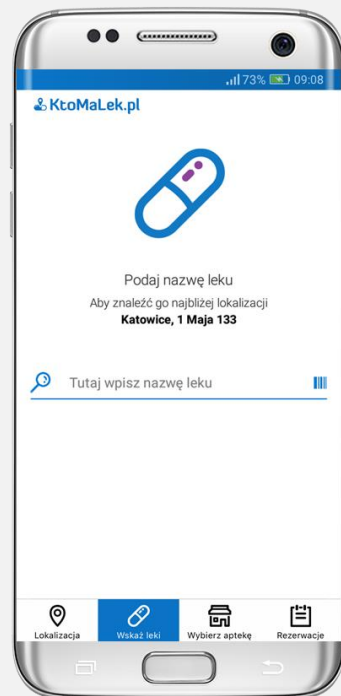 73% 09:08
KtoMaLek.pl
Podaj nazwę leku
Aby znaleźć go najbliżej lokalizacji
Katowice, 1 Maja 133
Tutaj wpisz nazwę leku
Lokalizacja Wskaż leki Wybierz aptekę Rezerwacje